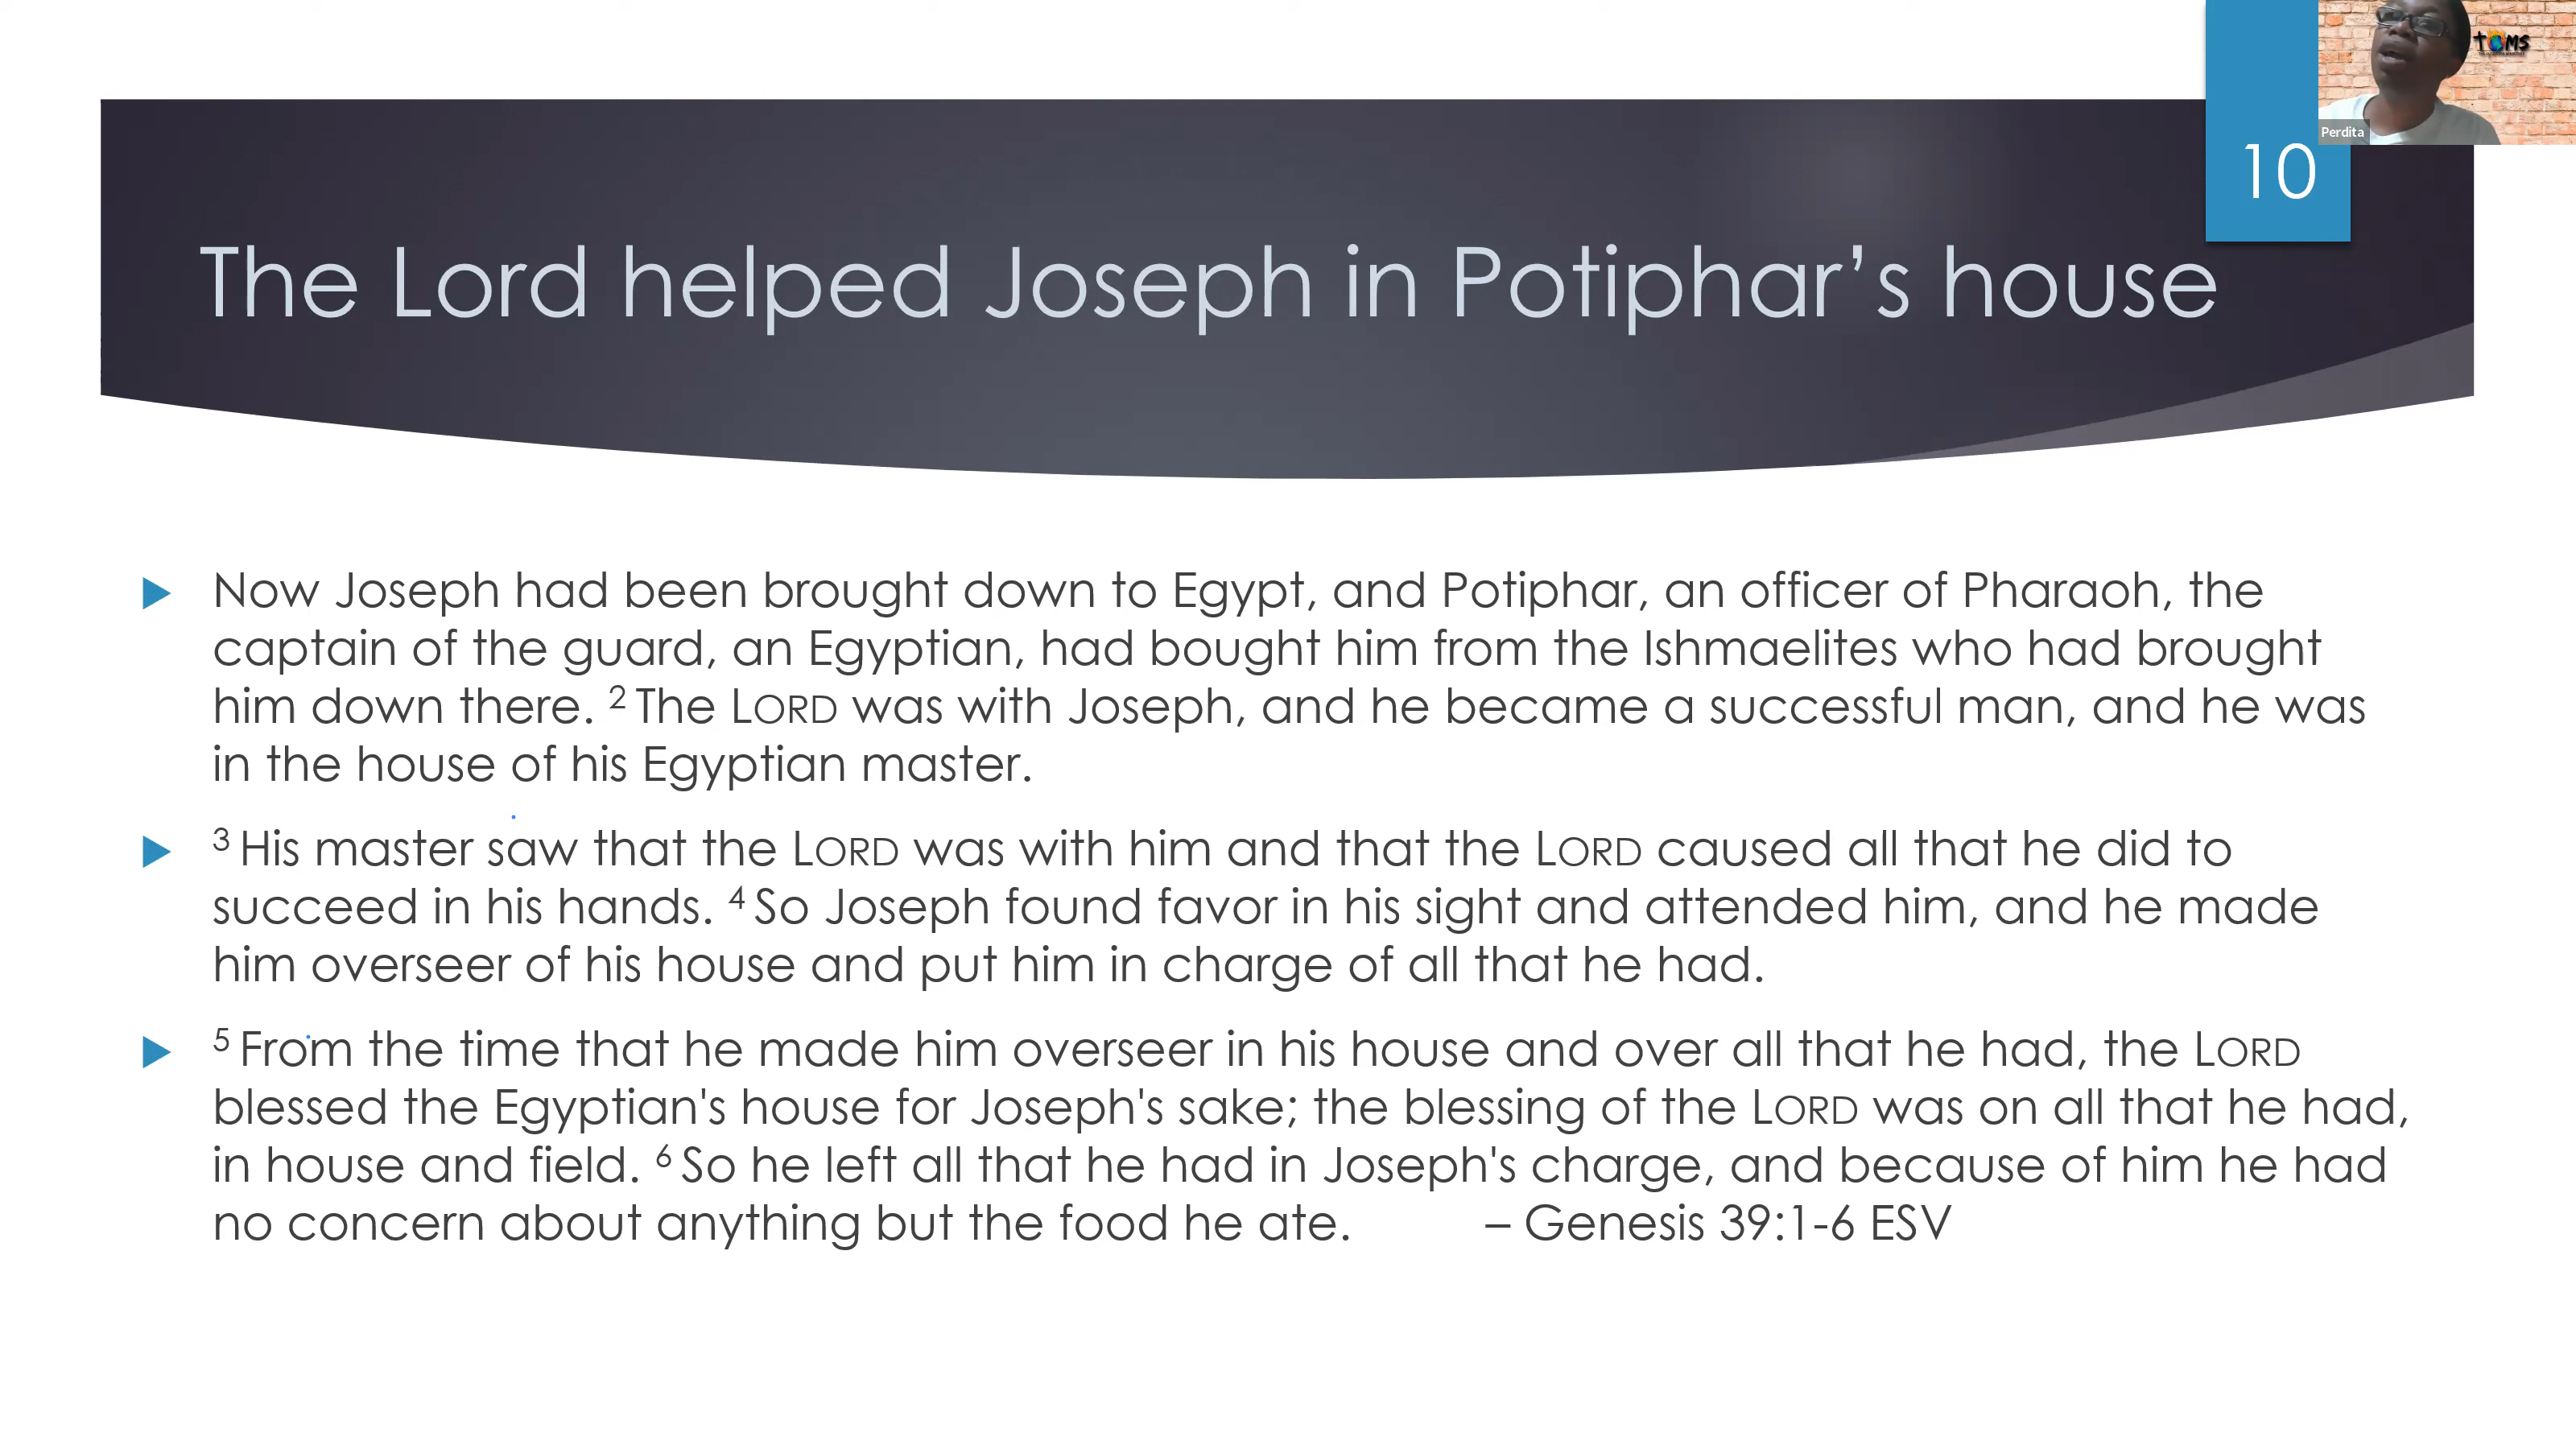 TOMS
Perdita
10
The Lord helped Joseph in Potiphar’s house
Now Joseph had been brought down to Egypt, and Potiphar, an officer of Pharaoh, the
captain of the guard, an Egyptian, had bought him from the Ishmaelites who had brought
him down there. ² The LORD was with Joseph, and he became a successful man, and he was
in the house of his Egyptian master.
³ His master saw that the LORD was with him and that the LORD caused all that he did to
succeed in his hands. ⁴ So Joseph found favor in his sight and attended him, and he made
him overseer of his house and put him in charge of all that he had.
⁵ From the time that he made him overseer in his house and over all that he had, the LORD
blessed the Egyptian's house for Joseph's sake; the blessing of the LORD was on all that he had,
in house and field. ⁶ So he left all that he had in Joseph's charge, and because of him he had
no concern about anything but the food he ate. – Genesis 39:1-6 ESV